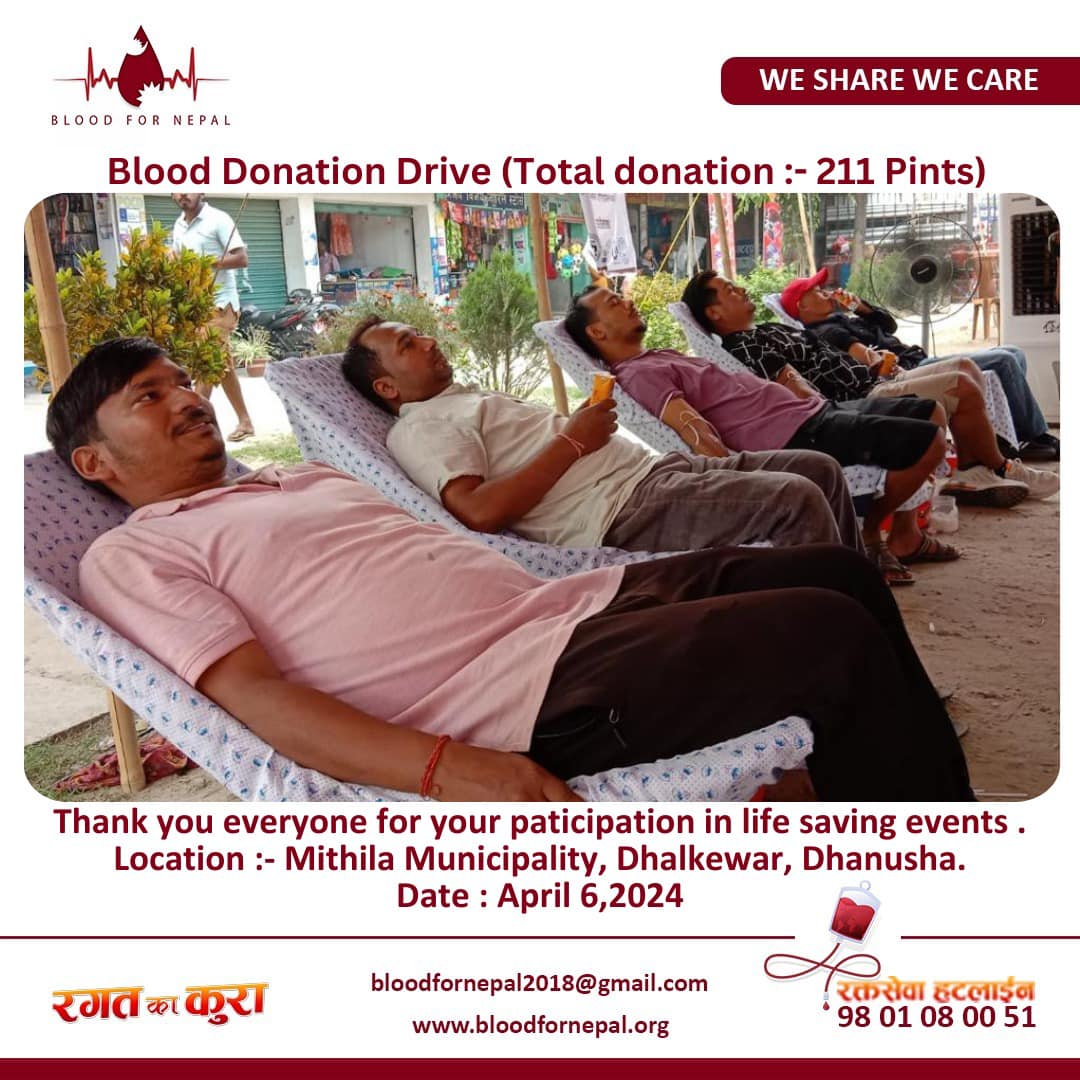 BLOOD FOR NEPAL
WE SHARE WE CARE
Blood Donation Drive (Total donation :- 211 Pints)
Thank you everyone for your paticipation in life saving events .
Location :- Mithila Municipality, Dhalkewar, Dhanusha.
Date : April 6,2024
रगत का कुरा
bloodfornepal2018@gmail.com
www.bloodfornepal.org
रक्तसेवा हटलाईन
98 01 08 00 51